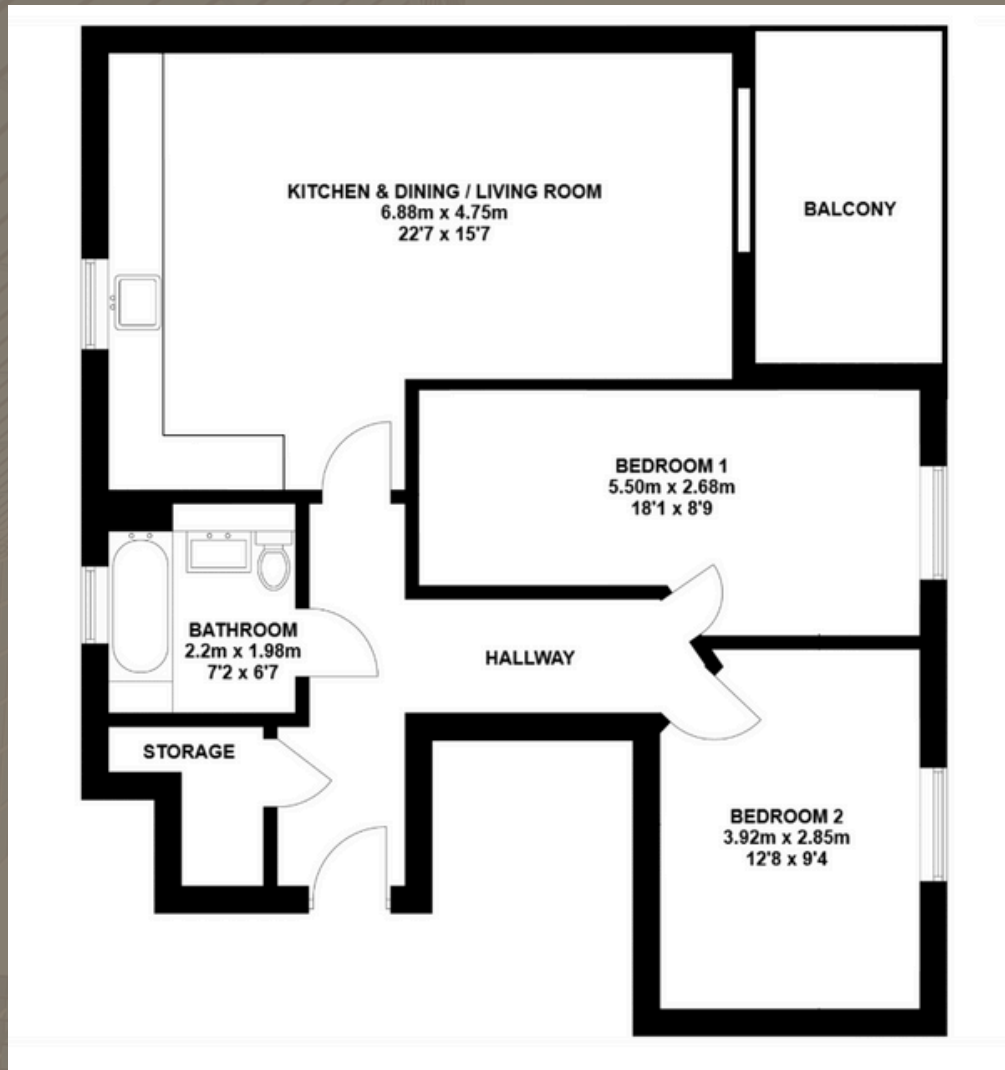 KITCHEN & DINING / LIVING ROOM
6.88m x 4.75m
22'7 x 15'7
BALCONY
BEDROOM 1
5.50m x 2.68m
18'1 x 8'9
BATHROOM
2.2m x 1.98m
7'2 x 6'7
HALLWAY
STORAGE
BEDROOM 2
3.92m x 2.85m
12'8 x 9'4